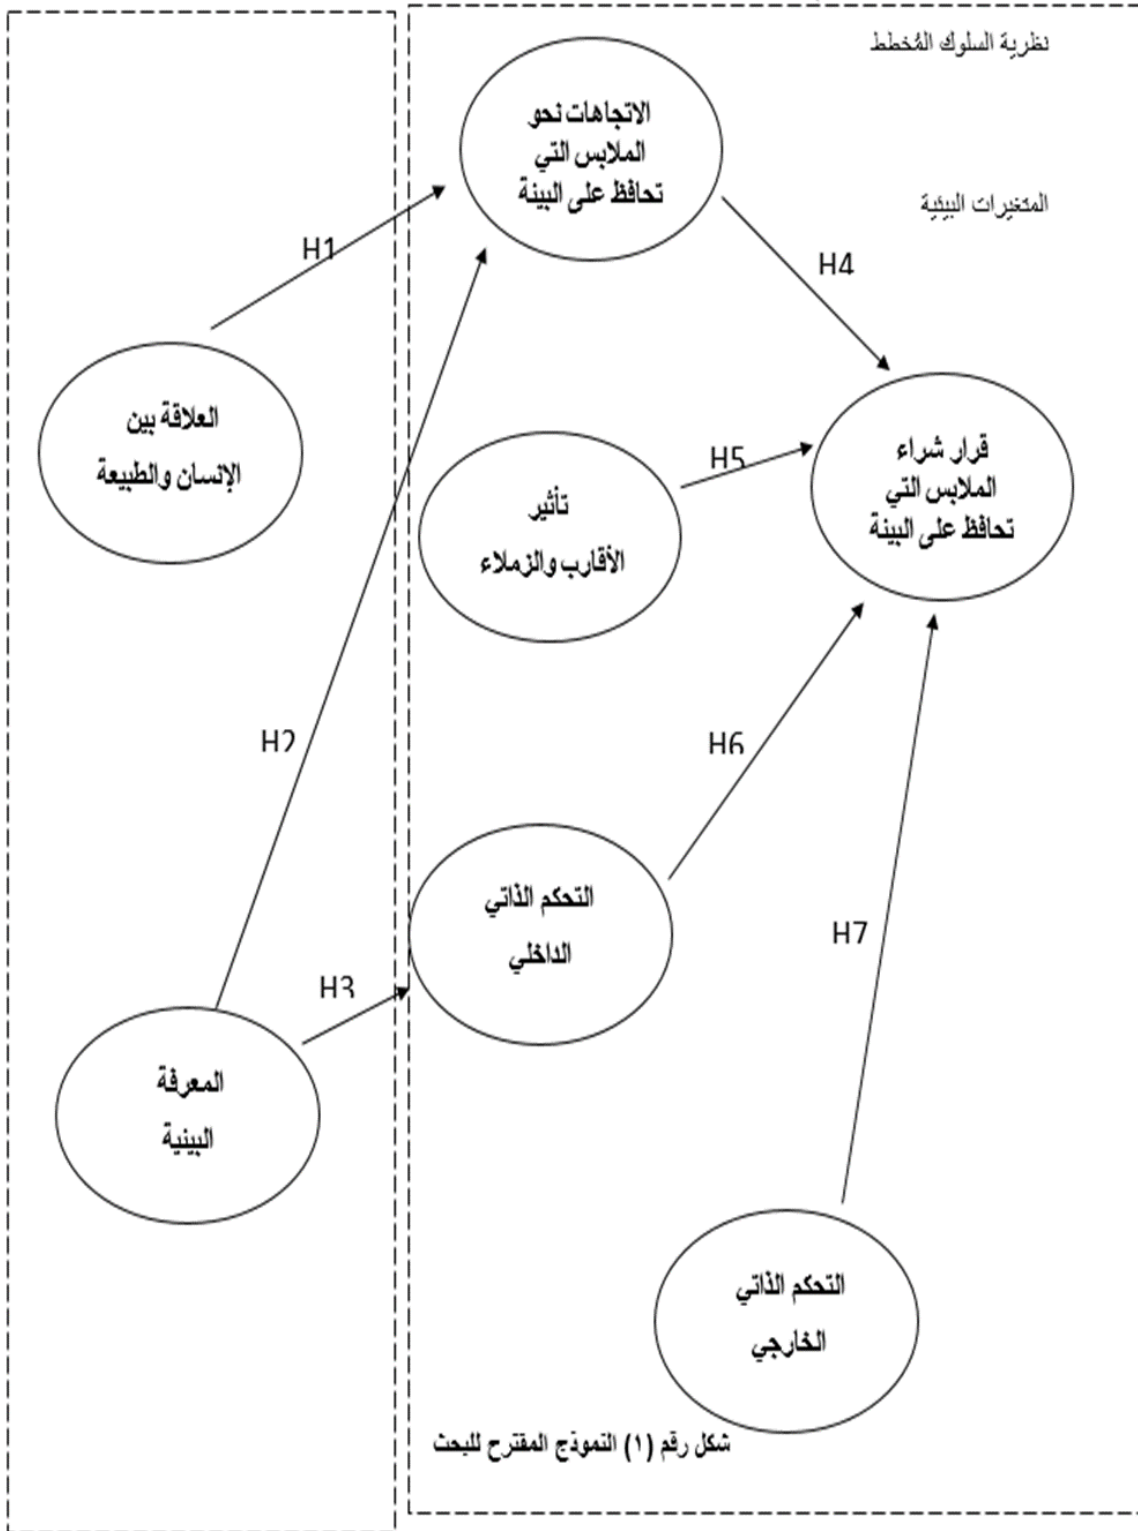 نظرية السلوك المُخطط
الاتجاهات نحو
الملابس التي
تحافظ على البيئة
المتغيرات البيئية
H1
H4
العلاقة بين
الإنسان والطبيعة
قرار شراء
الملابس التي
تحافظ على البيئة
H5
تأثير
الأقارب والزملاء
H2
H6
التحكم الذاتي
الداخلي
H7
H3
المعرفة
البيئية
التحكم الذاتي
الخارجي
شكل رقم (١) النموذج المقترح للبحث